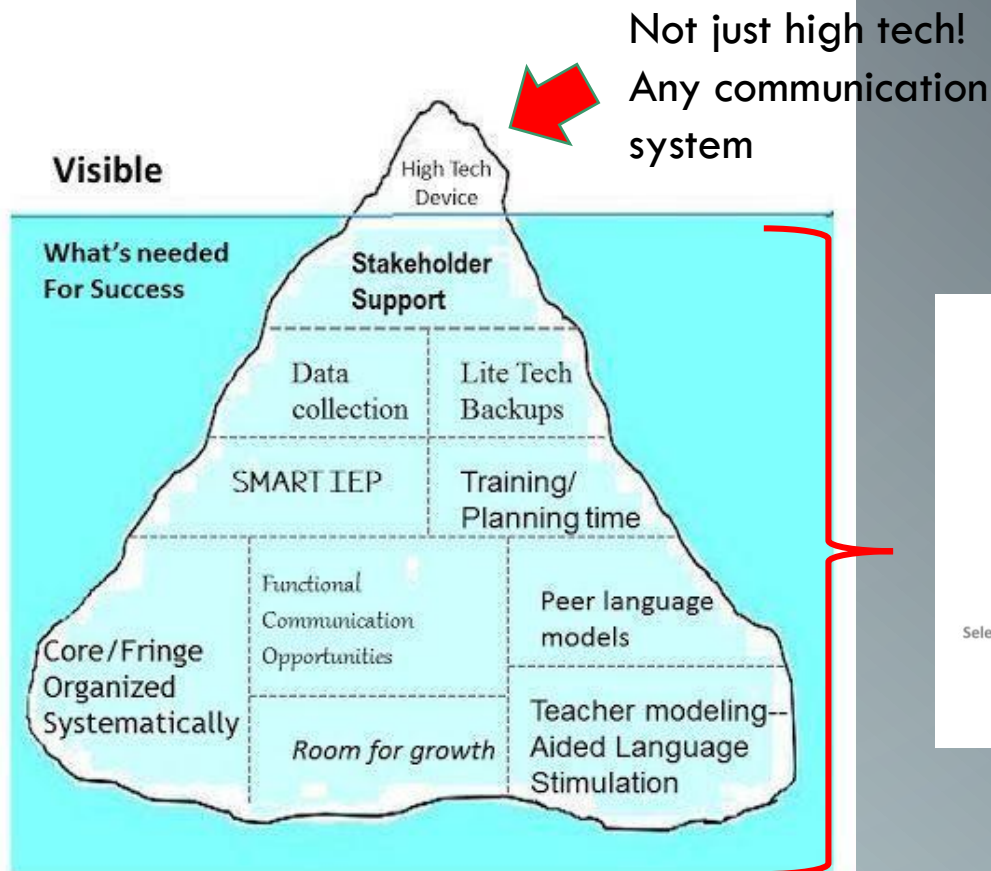 Not just high tech!
Any communication
system
Visible
High Tech
Device
What's needed
For Success
Stakeholder
Support
Data
collection
Lite Tech
Backups
SMART IEP
Training/
Planning time
Core/Fringe
Organized
Systematically
Functional
Communication
Opportunities
Room for growth
Peer language
models
Teacher modeling--
Aided Language
Stimulation
Sele